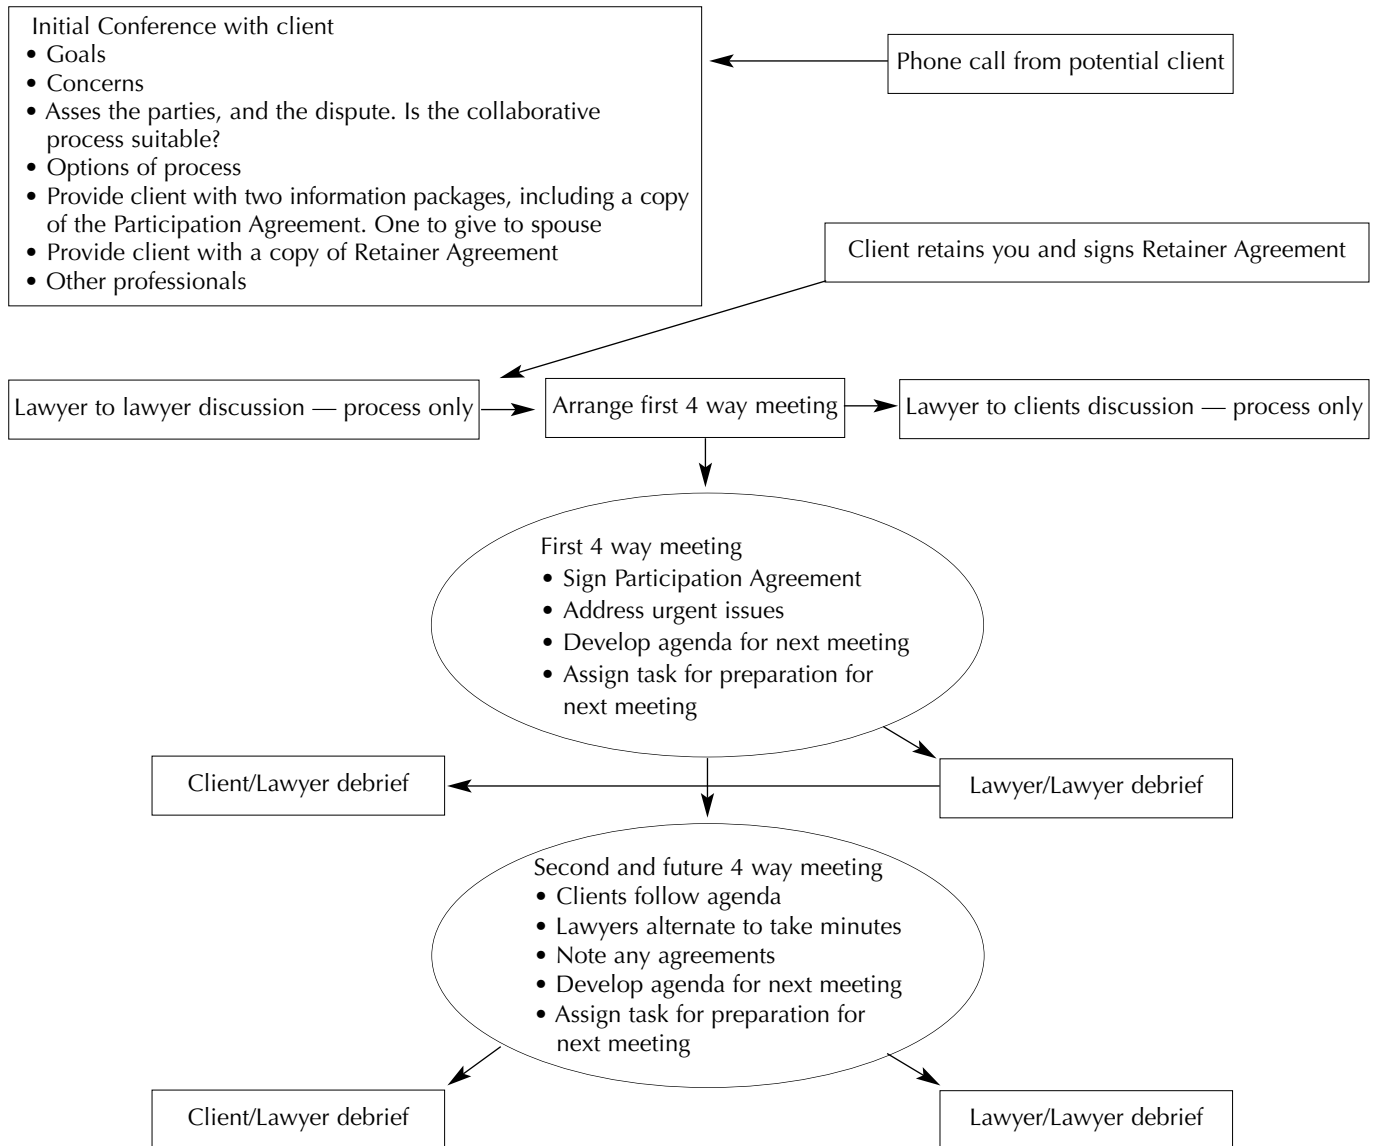 Initial Conference with client
• Goals
• Concerns
• Asses the parties, and the dispute. Is the collaborative
process suitable?
• Options of process
• Provide client with two information packages, including a copy
of the Participation Agreement. One to give to spouse
• Provide client with a copy of Retainer Agreement
• Other professionals
Phone call from potential client
Client retains you and signs Retainer Agreement
Lawyer to lawyer discussion — process only
Arrange first 4 way meeting
Lawyer to clients discussion — process only
First 4 way meeting
• Sign Participation Agreement
• Address urgent issues
• Develop agenda for next meeting
• Assign task for preparation for
next meeting
Client/Lawyer debrief
Lawyer/Lawyer debrief
Second and future 4 way meeting
• Clients follow agenda
• Lawyers alternate to take minutes
• Note any agreements
• Develop agenda for next meeting
• Assign task for preparation for
next meeting
Client/Lawyer debrief
Lawyer/Lawyer debrief